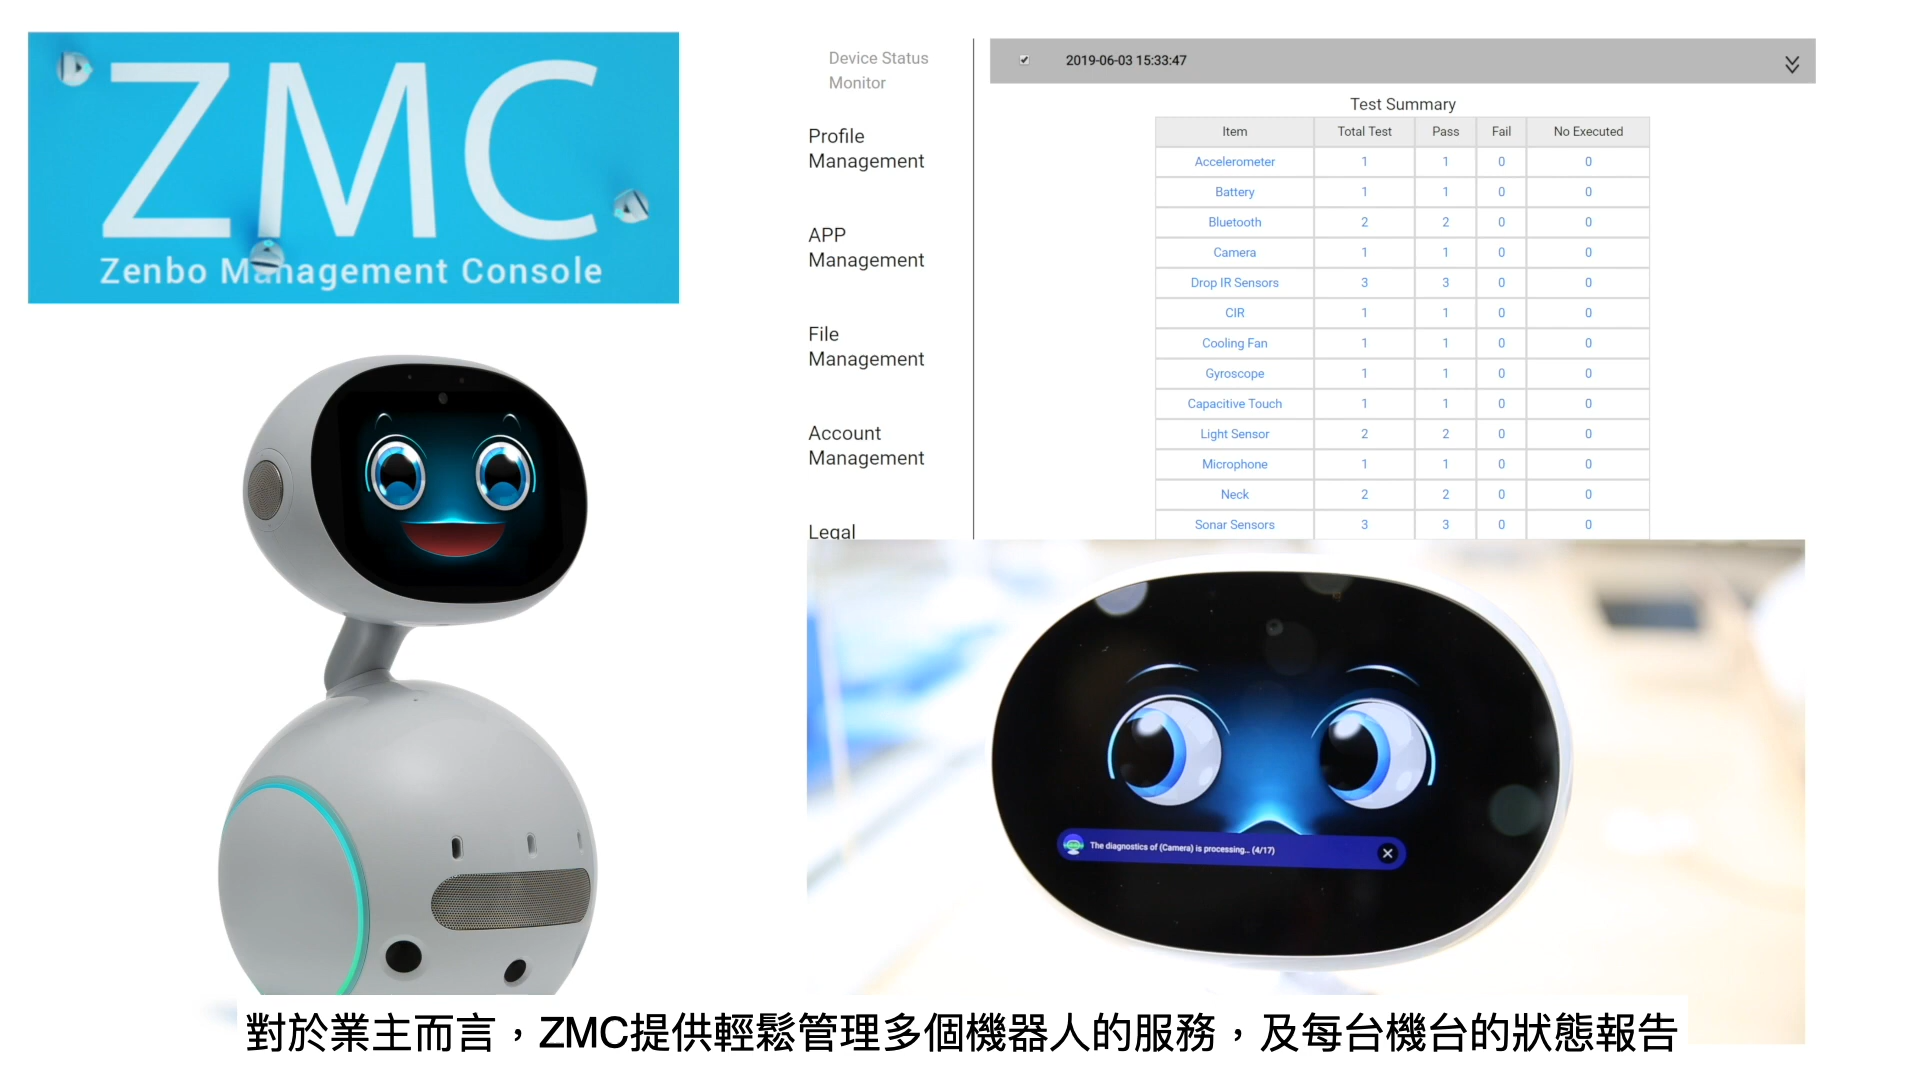 ZMC
Zenbo Management Console
Device Status
Monitor
Profile
Management
APP
Management
File
Management
Account
Management
Legal
2019-06-03 15:33:47
Test Summary
Item Total Test Pass Fail No Executed
Accelerometer 1 1 0 0
Battery 1 1 0 0
Bluetooth 2 2 0 0
Camera 1 1 0 0
Drop IR Sensors 3 3 0 0
CIR 1 1 0 0
Cooling Fan 1 1 0 0
Gyroscope 1 1 0 0
Capacitive Touch 1 1 0 0
Light Sensor 2 2 0 0
Microphone 1 1 0 0
Neck 2 2 0 0
Sonar Sensors 3 3 0 0
The diagnostics of (Camera) is processing... (4/17)
對於業主而言，ZMC提供輕鬆管理多個機器人的服務，及每台機台的狀態報告